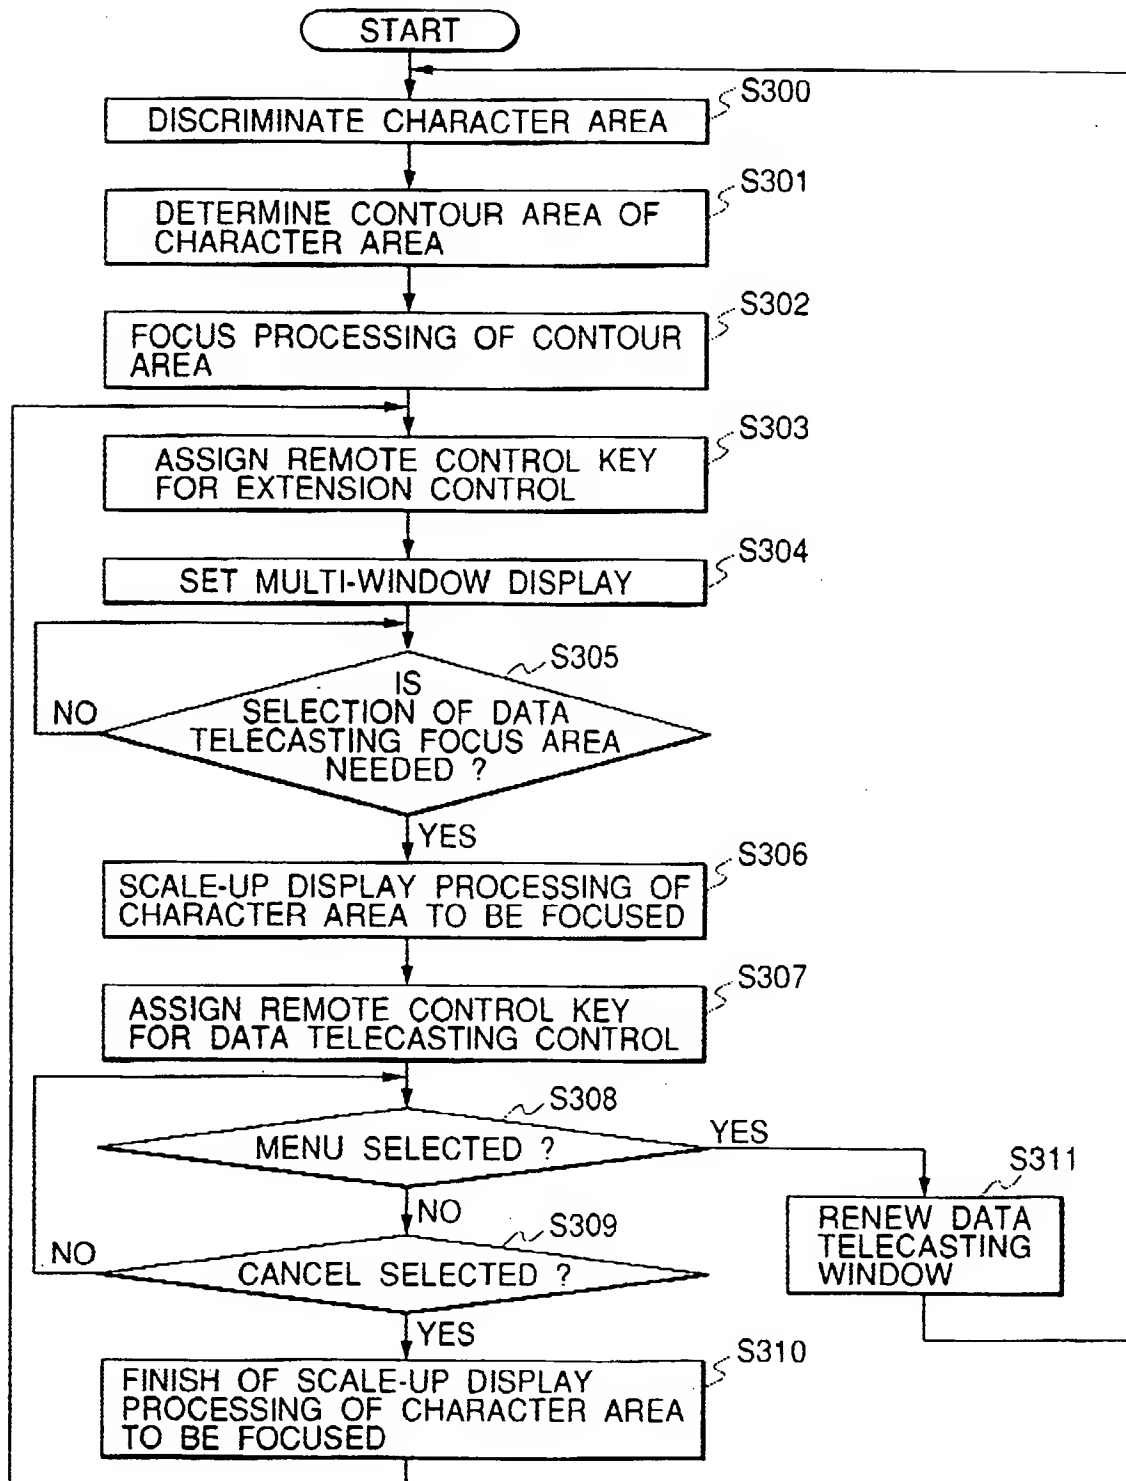 START
S300
DISCRIMINATE CHARACTER AREA
S301
DETERMINE CONTOUR AREA OF
CHARACTER AREA
S302
FOCUS PROCESSING OF CONTOUR
AREA
S303
ASSIGN REMOTE CONTROL KEY
FOR EXTENSION CONTROL
S304
SET MULTI-WINDOW DISPLAY
S305
IS
SELECTION OF DATA
TELECASTING FOCUS AREA
NEEDED ?
NO
YES
S306
SCALE-UP DISPLAY PROCESSING OF
CHARACTER AREA TO BE FOCUSED
S307
ASSIGN REMOTE CONTROL KEY
FOR DATA TELECASTING CONTROL
S308
MENU SELECTED ?
YES
NO
S311
RENEW DATA
TELECASTING
WINDOW
S309
CANCEL SELECTED ?
NO
YES
S310
FINISH OF SCALE-UP DISPLAY
PROCESSING OF CHARACTER AREA
TO BE FOCUSED